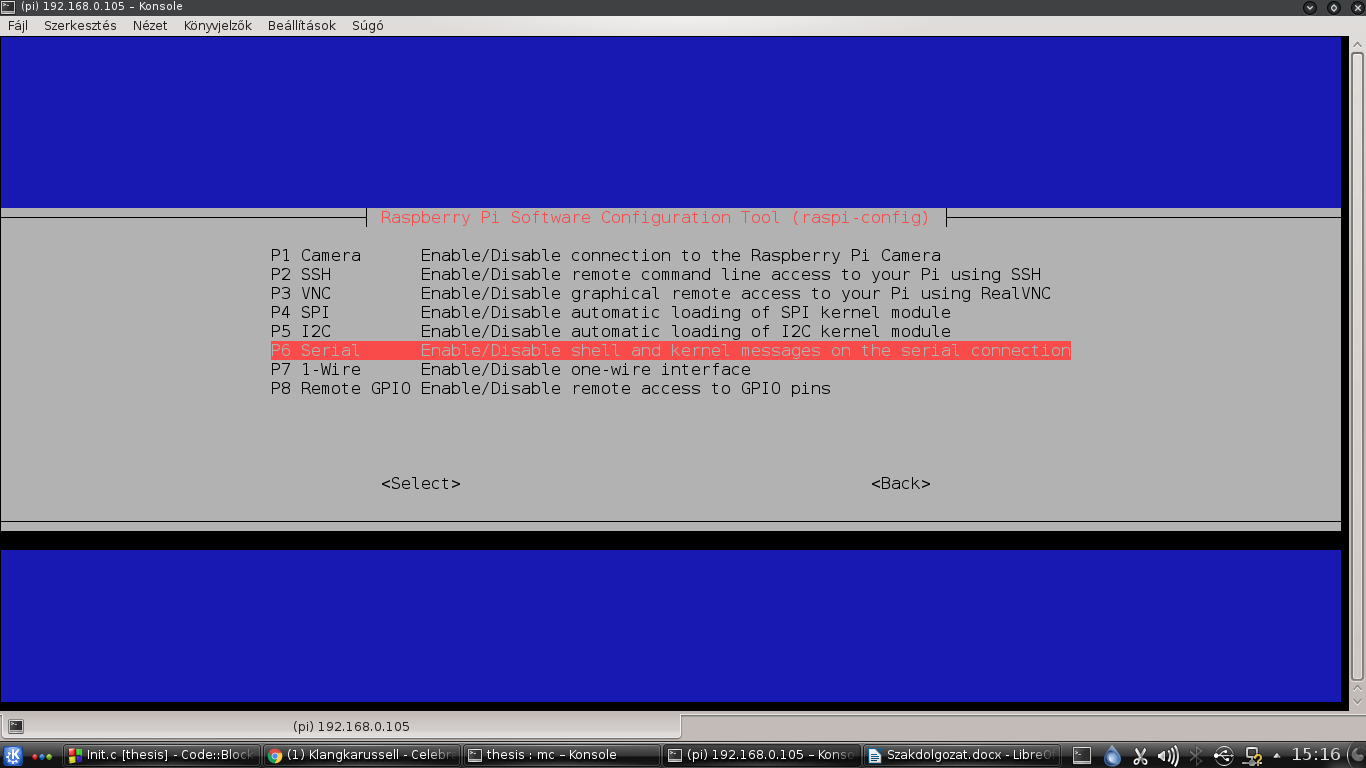 (pi) 192.168.0.105 – Konsole
Fájl Szerkesztés Nézet Könyvjelzők Beállítások Súgó
Raspberry Pi Software Configuration Tool (raspi-config)
P1 Camera Enable/Disable connection to the Raspberry Pi Camera
P2 SSH Enable/Disable remote command line access to your Pi using SSH
P3 VNC Enable/Disable graphical remote access to your Pi using RealVNC
P4 SPI Enable/Disable automatic loading of SPI kernel module
P5 I2C Enable/Disable automatic loading of I2C kernel module
P6 Serial Enable/Disable shell and kernel messages on the serial connection
P7 1-Wire Enable/Disable one-wire interface
P8 Remote GPIO Enable/Disable remote access to GPIO pins
<Select> <Back>
(pi) 192.168.0.105
Init.c [thesis] - Code::Block (1) Klangkarussell - Celebra thesis : mc – Konsole (pi) 192.168.0.105 – Konso Szakdolgozat.docx - LibreOf 15:16